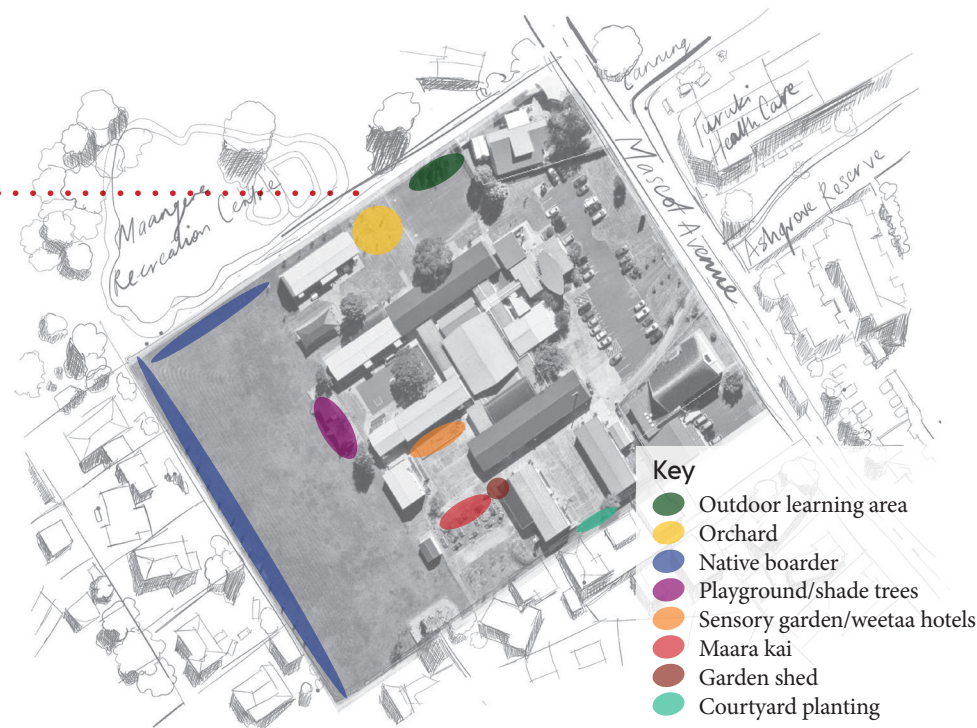 Canning
Turuki
Health Care
Mascot Avenue
Ashgrove Reserve
Maangere
Recreation Centre
Key
Outdoor learning area
Orchard
Native boarder
Playground/shade trees
Sensory garden/weetaa hotels
Maara kai
Garden shed
Courtyard planting